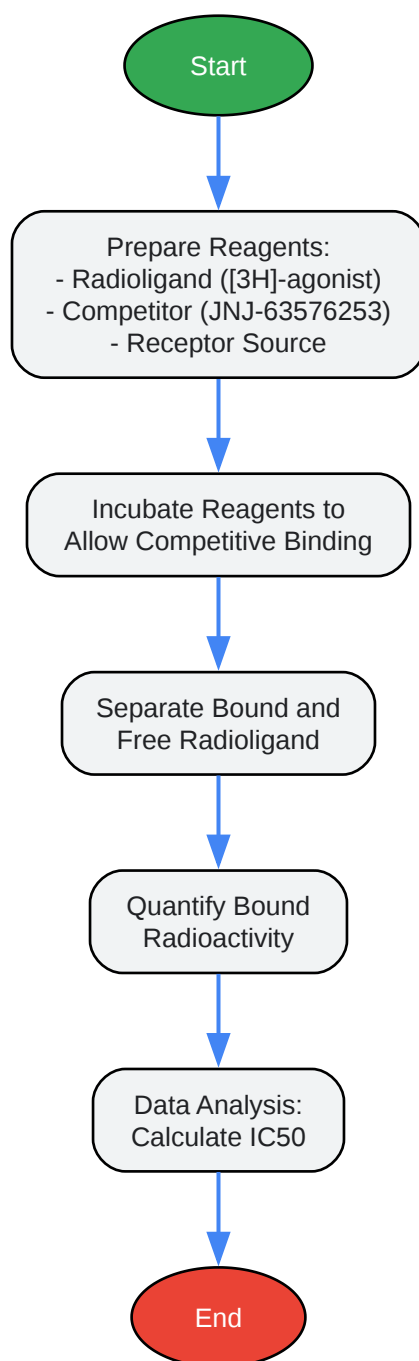 Start
Prepare Reagents:
- Radioligand ([3H]-agonist)
- Competitor (JNJ-63576253)
- Receptor Source
Incubate Reagents to
Allow Competitive Binding
Separate Bound and
Free Radioligand
Quantify Bound
Radioactivity
Data Analysis:
Calculate IC50
End